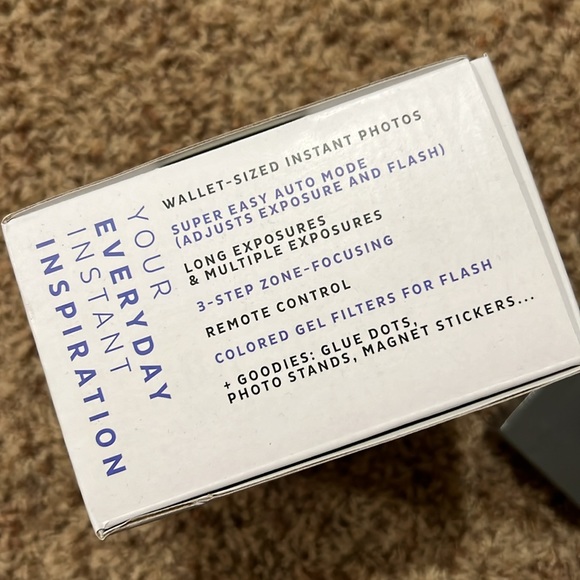 YOUR
EVERYDAY
INSTANT
INSPIRATION
WALLET-SIZED INSTANT PHOTOS
SUPER EASY AUTO MODE
(ADJUSTS EXPOSURE AND FLASH)
LONG EXPOSURES
& MULTIPLE EXPOSURES
3-STEP ZONE-FOCUSING
REMOTE CONTROL
COLORED GEL FILTERS FOR FLASH
+ GOODIES: GLUE DOTS,
PHOTO STANDS, MAGNET STICKERS...